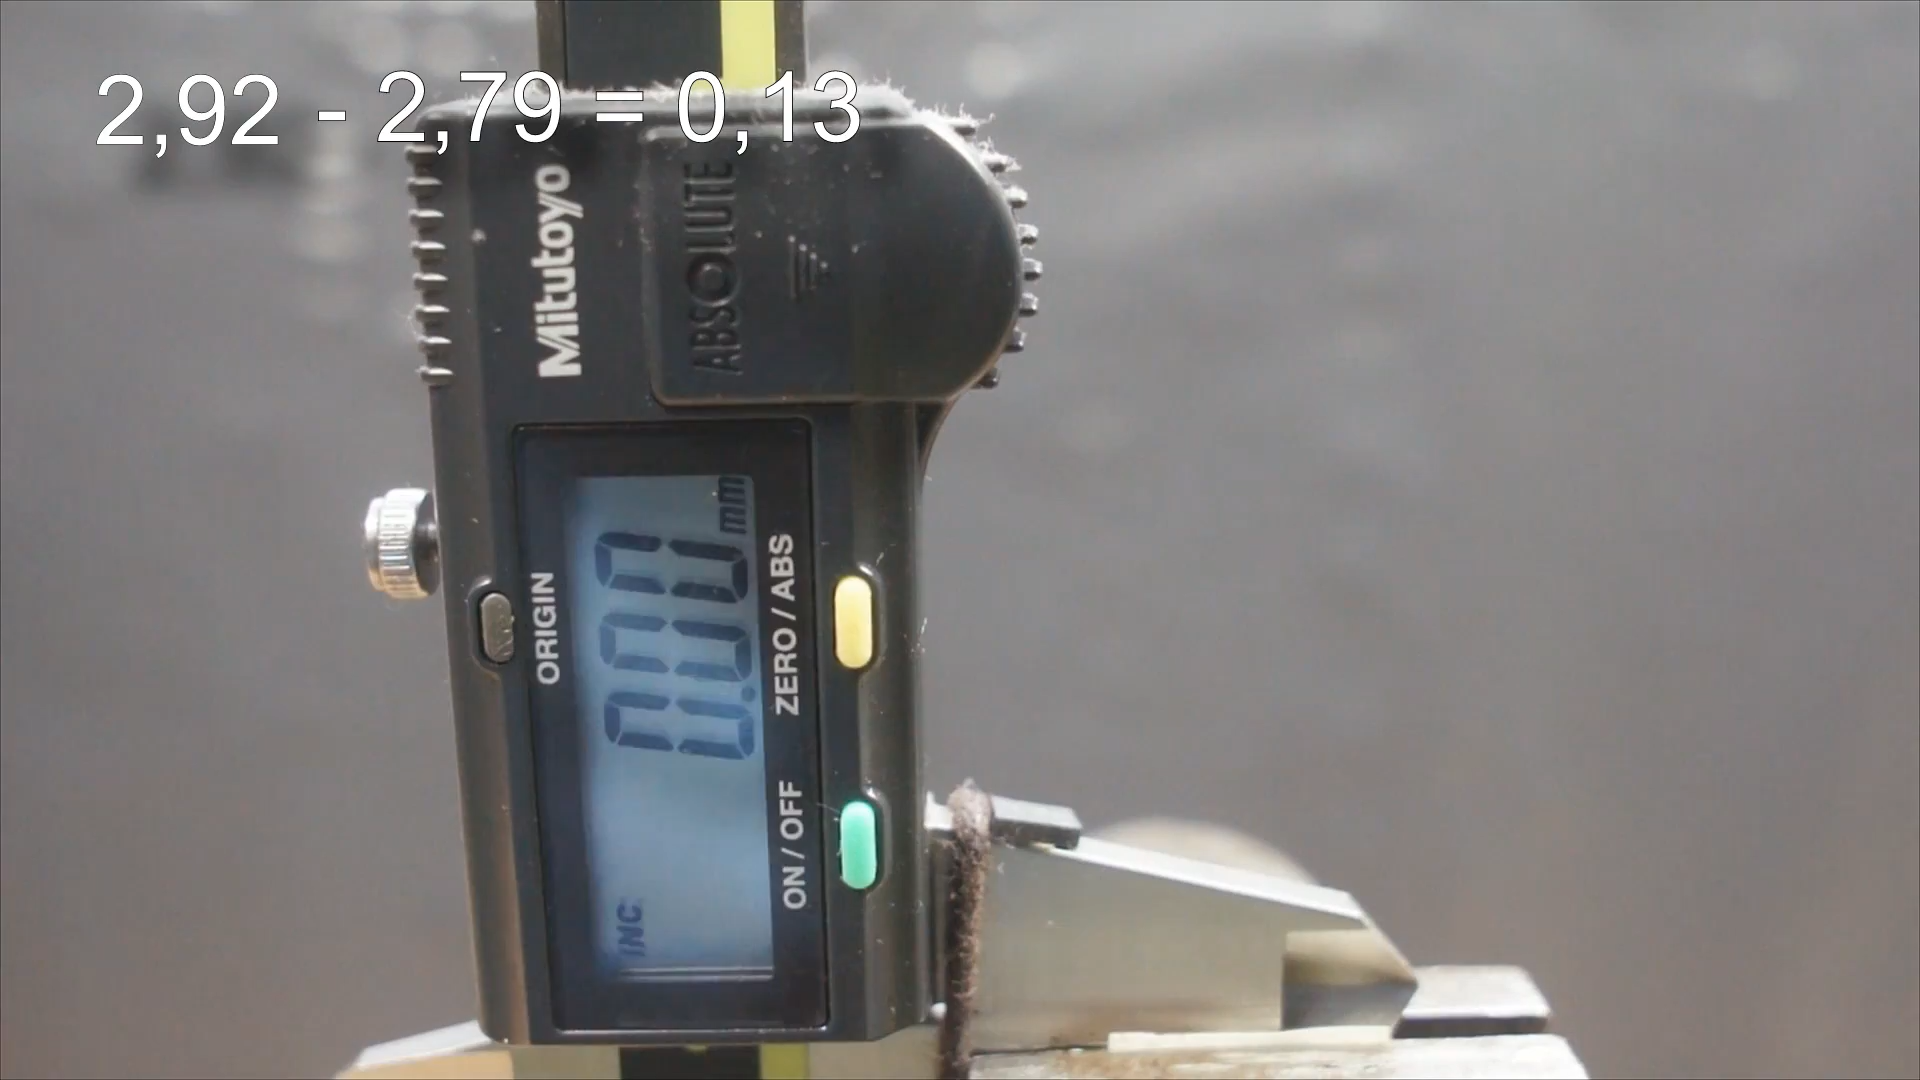 2,92 - 2,79 = 0,13
Mitutoyo
ABSOLUTE
ORIGIN
INC
0.00 mm
ON / OFF
ZERO / ABS